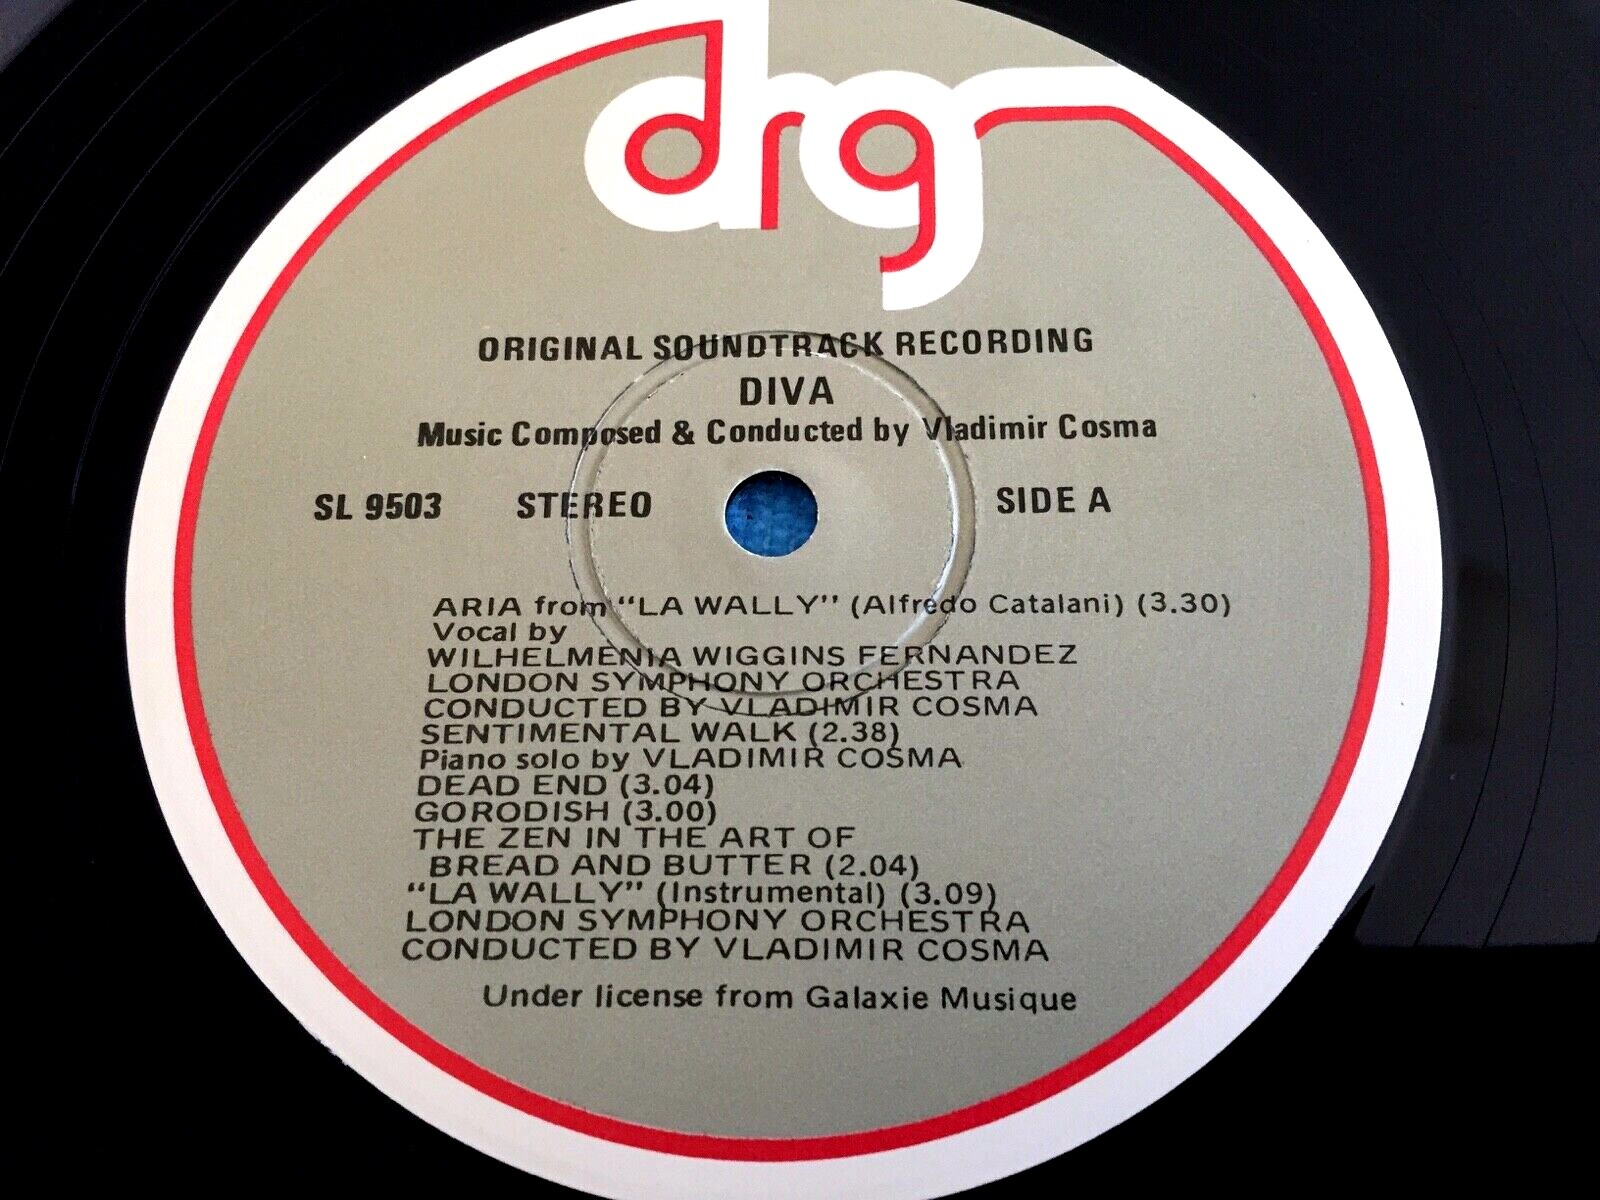 drg
ORIGINAL SOUNDTRACK RECORDING
DIVA
Music Composed & Conducted by Vladimir Cosma
SL 9503 STEREO SIDE A
ARIA from "LA WALLY" (Alfredo Catalani) (3.30)
Vocal by
WILHELMENIA WIGGINS FERNANDEZ
LONDON SYMPHONY ORCHESTRA
CONDUCTED BY VLADIMIR COSMA
SENTIMENTAL WALK (2.38)
Piano solo by VLADIMIR COSMA
DEAD END (3.04)
GORODISH (3.00)
THE ZEN IN THE ART OF
BREAD AND BUTTER (2.04)
"LA WALLY" (Instrumental) (3.09)
LONDON SYMPHONY ORCHESTRA
CONDUCTED BY VLADIMIR COSMA
Under license from Galaxie Musique